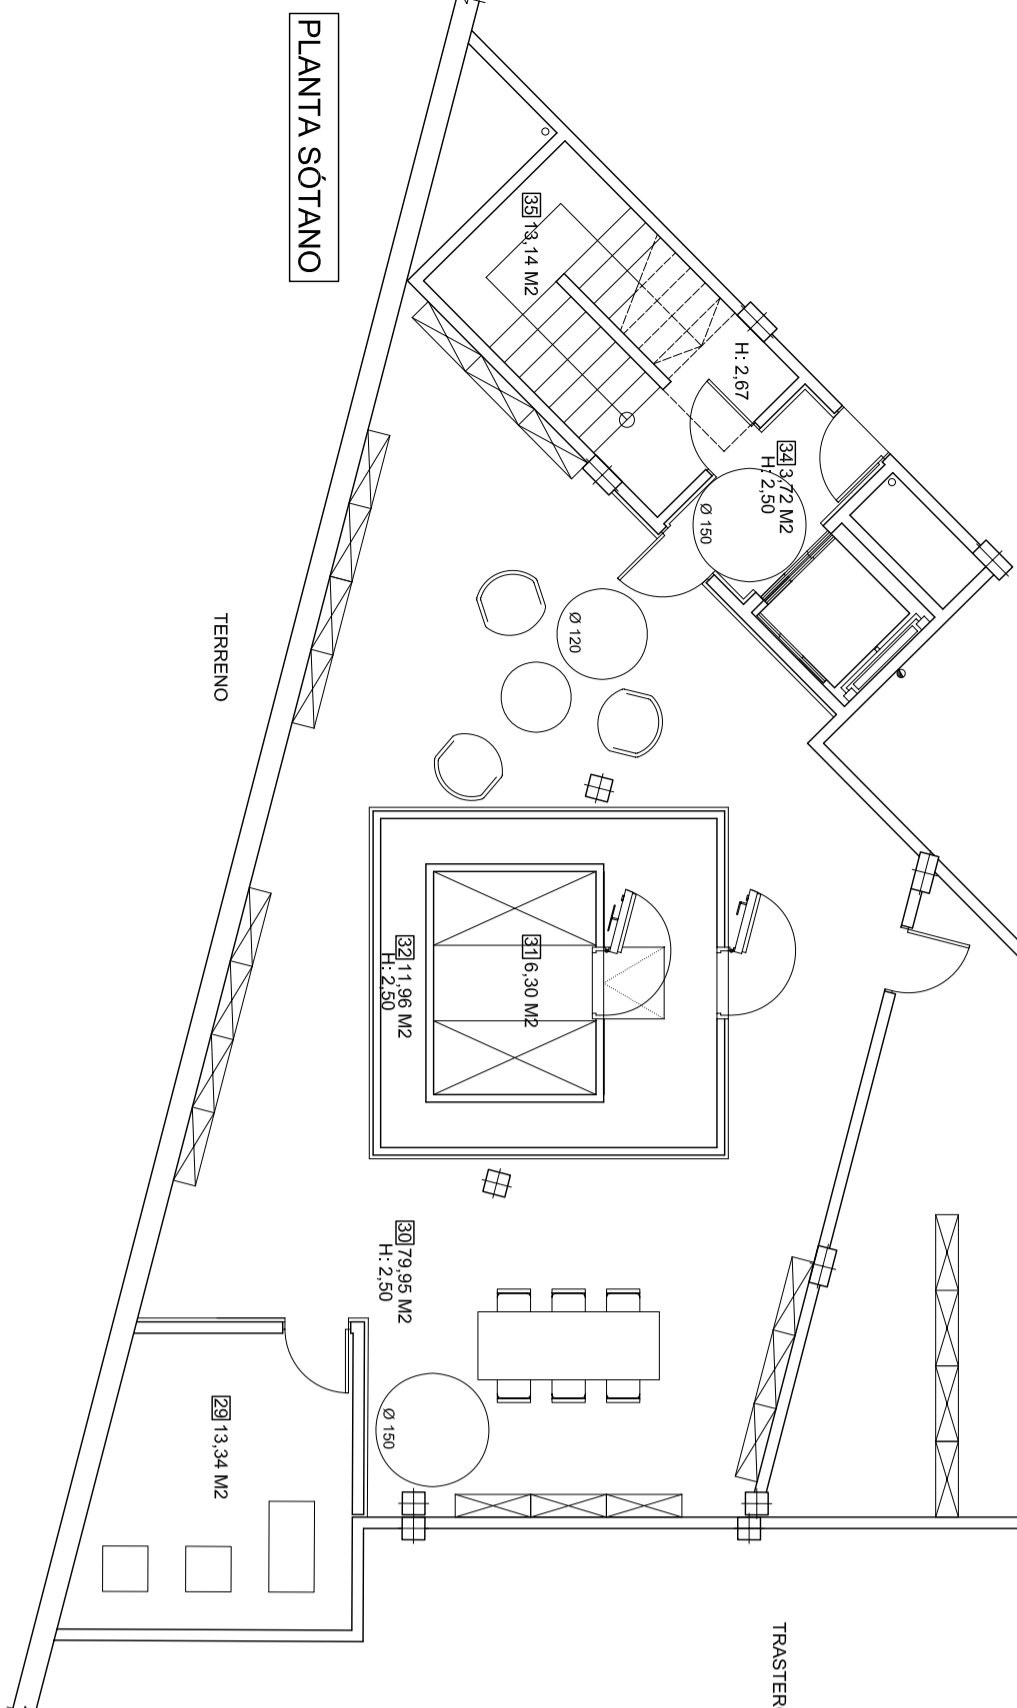 PLANTA SÓTANO
35 13,14 M2
H: 2,67
34 3,72 M2
H: 2,50
Ø 150
Ø 120
TERRENO
31 6,30 M2
32 11,96 M2
H: 2,50
30 79,95 M2
H: 2,50
Ø 150
29 13,34 M2
TRASTER